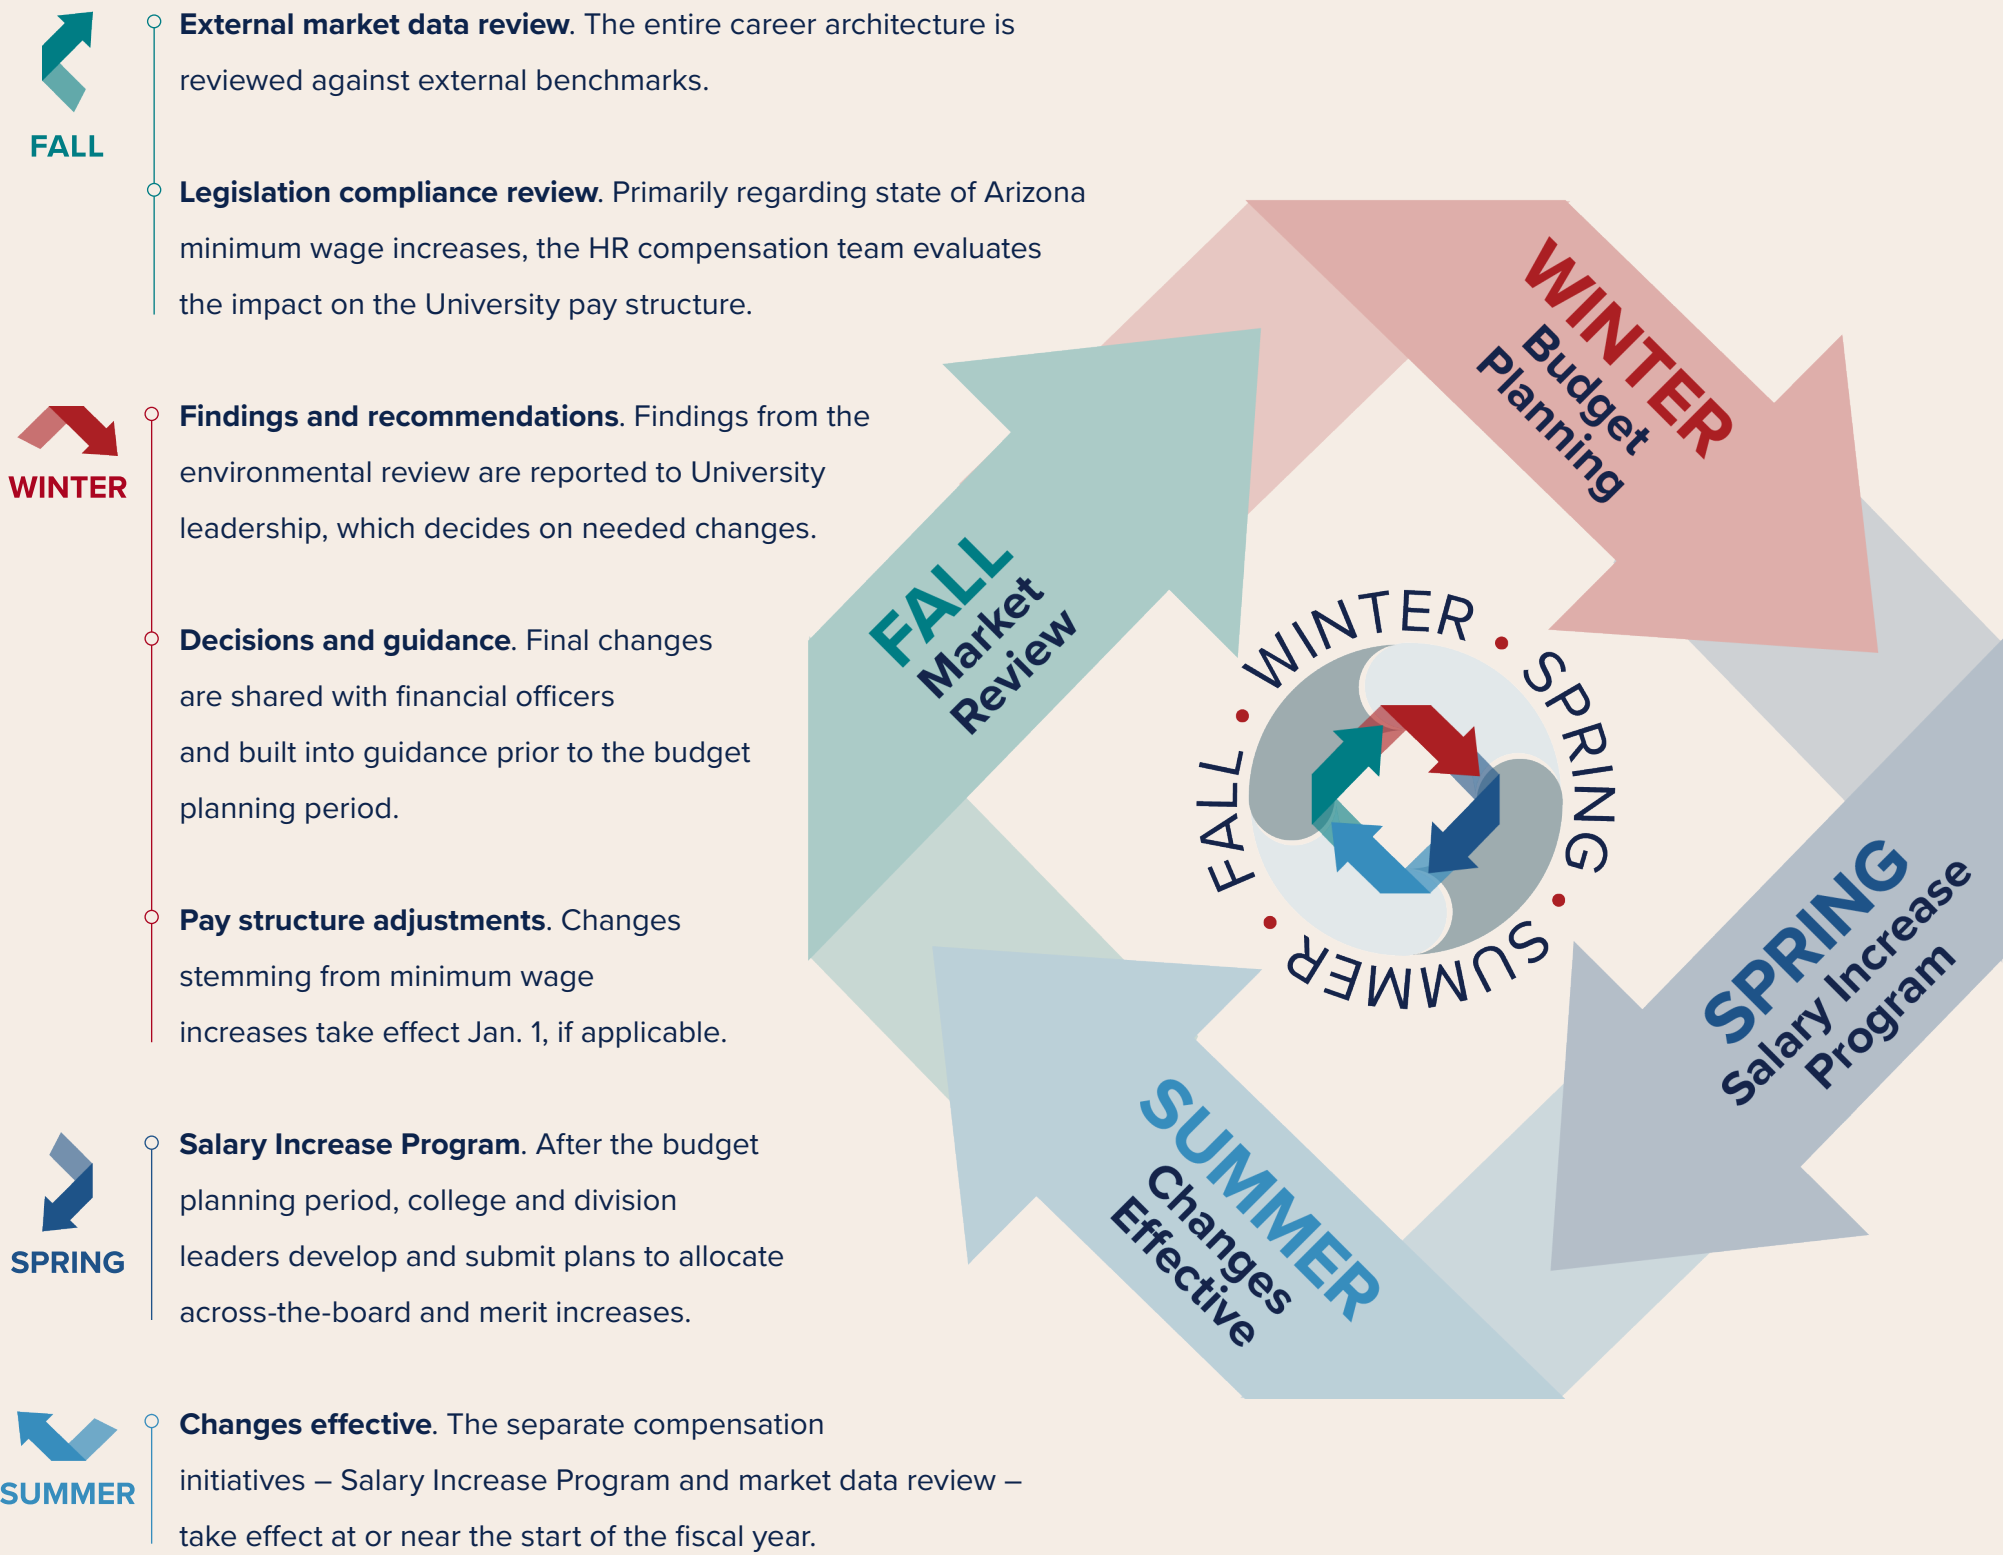 External market data review. The entire career architecture is
reviewed against external benchmarks.
FALL
Legislation compliance review. Primarily regarding state of Arizona
minimum wage increases, the HR compensation team evaluates
the impact on the University pay structure.
Findings and recommendations. Findings from the
environmental review are reported to University
leadership, which decides on needed changes.
WINTER
Decisions and guidance. Final changes
are shared with financial officers
and built into guidance prior to the budget
planning period.
Pay structure adjustments. Changes
stemming from minimum wage
increases take effect Jan. 1, if applicable.
Salary Increase Program. After the budget
planning period, college and division
leaders develop and submit plans to allocate
across-the-board and merit increases.
SPRING
Changes effective. The separate compensation
initiatives – Salary Increase Program and market data review –
take effect at or near the start of the fiscal year.
SUMMER
FALL
Market
Review
WINTER
Budget
Planning
SPRING
Salary Increase
Program
SUMMER
Changes
Effective
FALL • WINTER • SPRING • SUMMER •